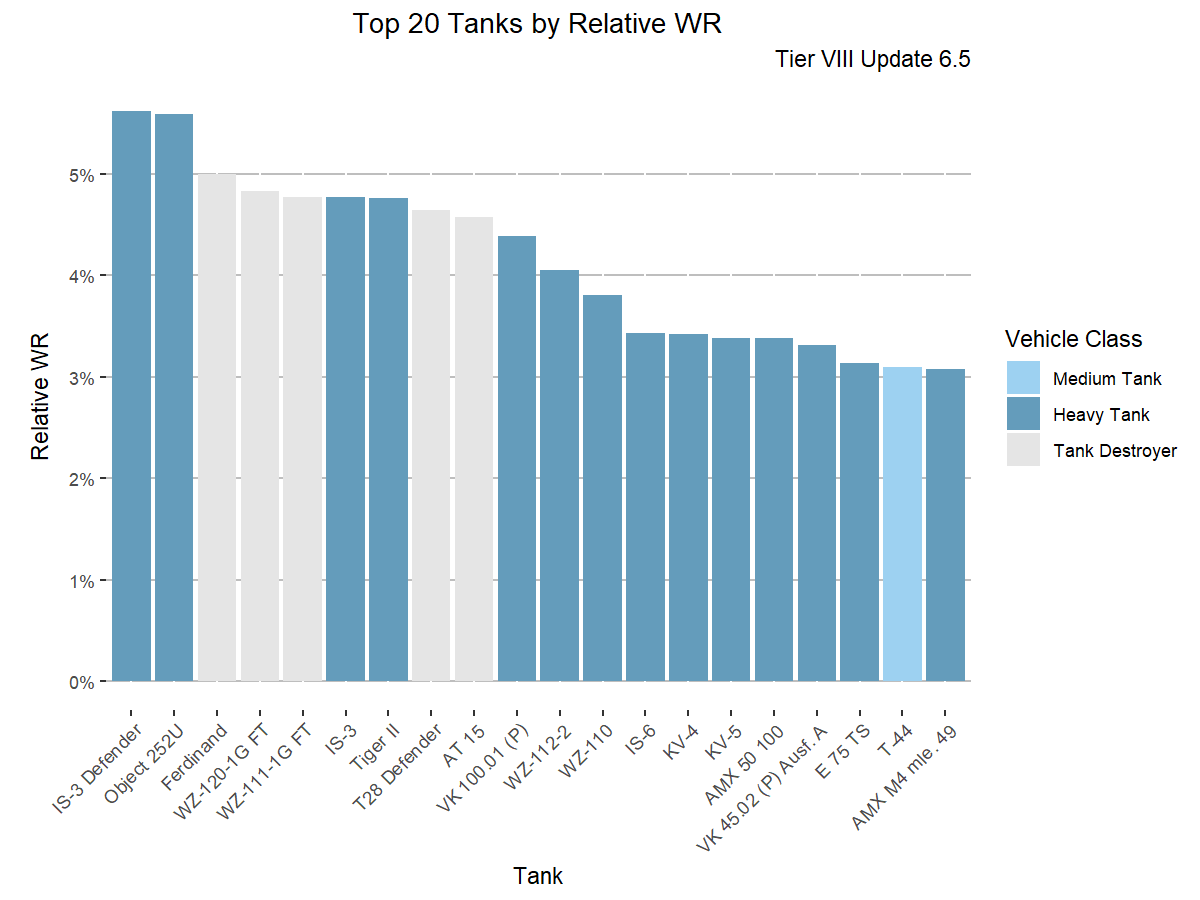 Top 20 Tanks by Relative WR
Tier VIII Update 6.5
Relative WR
5%
4%
3%
2%
1%
0%
IS-3 Defender
Object 252U
Ferdinand
WZ-120-1G FT
WZ-111-1G FT
IS-3
Tiger II
T28 Defender
AT 15
VK 100.01 (P)
WZ-112-2
WZ-110
IS-6
KV-4
KV-5
AMX 50 100
VK 45.02 (P) Ausf. A
E 75 TS
T-44
AMX M4 mle. 49
Tank
Vehicle Class
Medium Tank
Heavy Tank
Tank Destroyer